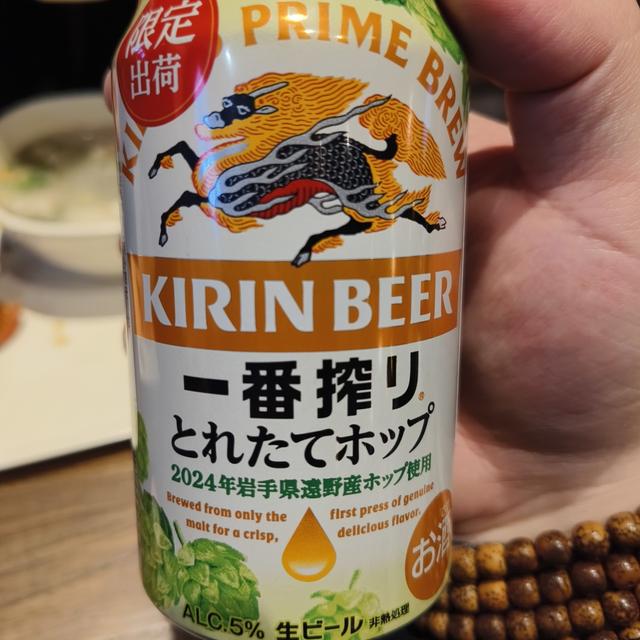 限定
出荷
PRIME BREW
KIRIN BEER
一番搾り®
とれたてホップ
2024年岩手県遠野産ホップ使用
Brewed from only the
malt for a crisp,
first press of genuine
delicious flavor.
お酒
ALC.5% 生ビール 非熱処理